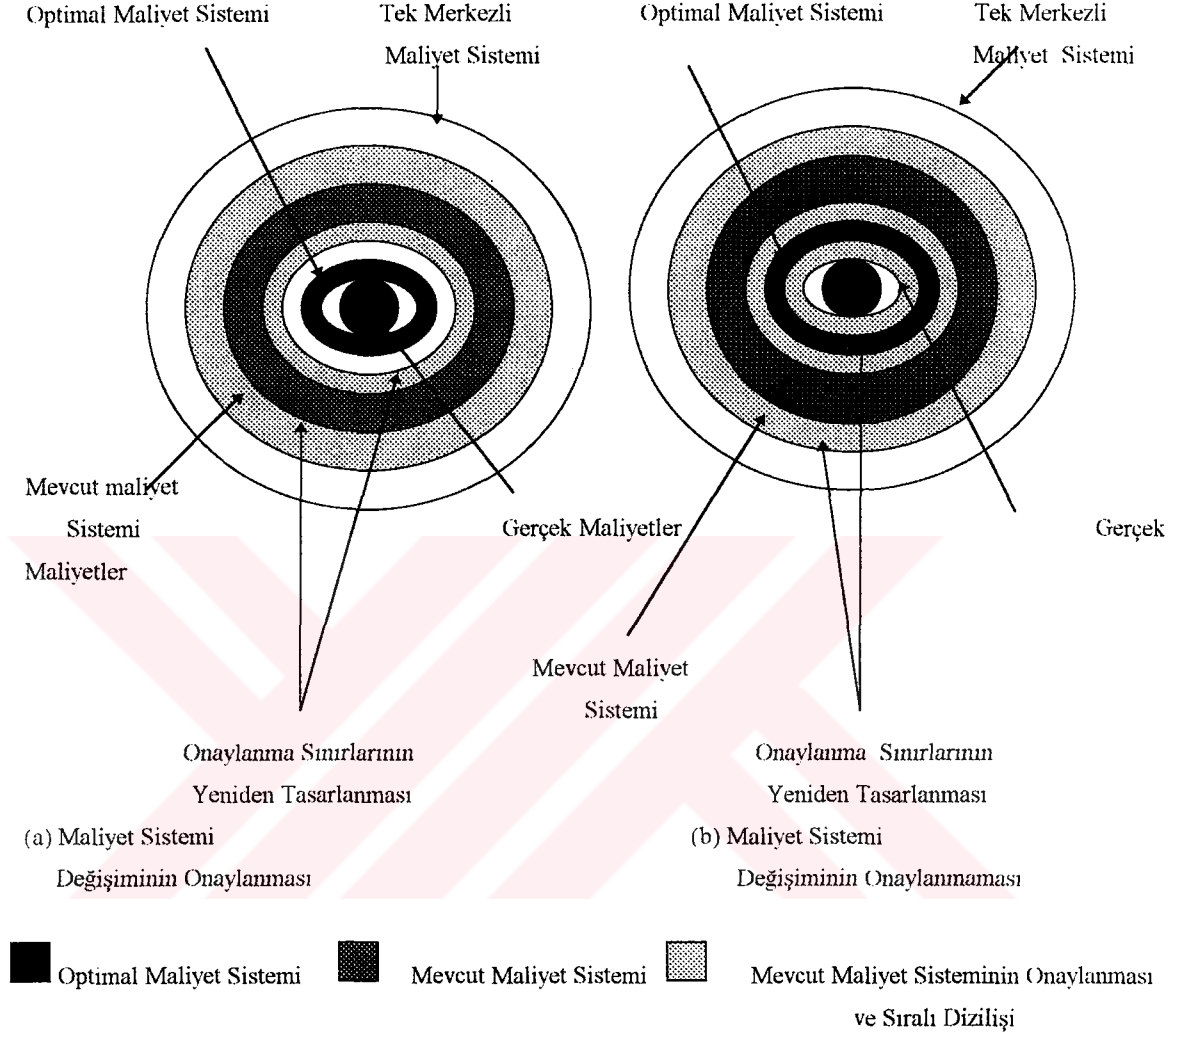 Optimal Maliyet Sistemi
Tek Merkezli
Maliyet Sistemi
Optimal Maliyet Sistemi
Tek Merkezli
Maliyet Sistemi
Mevcut maliyet
Sistemi
Maliyetler
Gerçek Maliyetler
Gerçek
Mevcut Maliyet
Sistemi
Onaylanma Sınırlarının
Yeniden Tasarlanması
Onaylanma Sınırlarının
Yeniden Tasarlanması
(a) Maliyet Sistemi
Değişiminin Onaylanması
(b) Maliyet Sistemi
Değişiminin Onaylanmaması
Optimal Maliyet Sistemi
Mevcut Maliyet Sistemi
Mevcut Maliyet Sisteminin Onaylanması
ve Sıralı Dizilişi